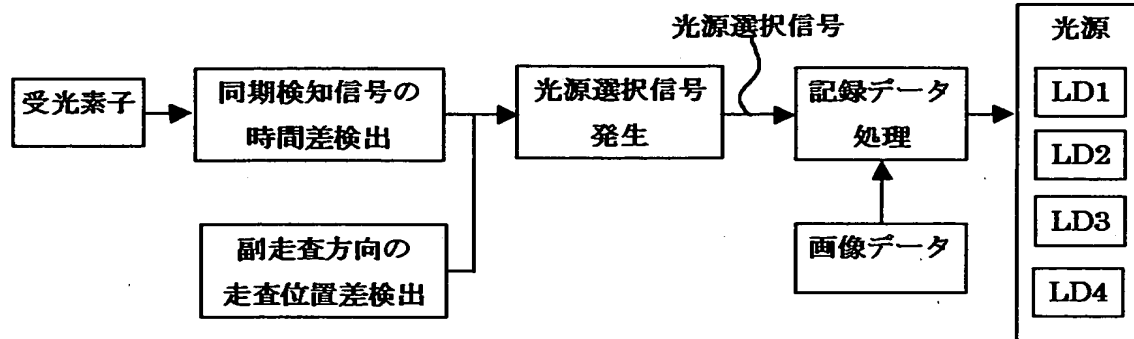 光源選択信号
光源
受光素子
同期検知信号の
時間差検出
光源選択信号
発生
記録データ
処理
LD1
LD2
LD3
LD4
副走査方向の
走査位置差検出
画像データ